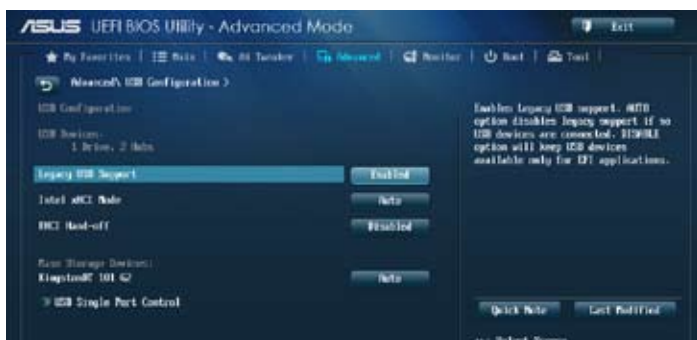 ASUS UEFI BIOS Utility - Advanced Mode
Exit
My Favorites | Main | Ai Tweaker | Advanced | Monitor | Boot | Tool
Advanced\ USB Configuration >
USB Configuration
USB Devices:
1 Drive, 2 Hubs
Legacy USB Support Enabled
Intel xHCI Mode Auto
EHCI Hand-off Disabled
Mass Storage Devices:
KingstonDT 101 G2 Auto
> USB Single Port Control
Enables Legacy USB support. AUTO
option disables legacy support if no
USB devices are connected. DISABLE
option will keep USB devices
available only for EFI applications.
Quick Note
Last Modified